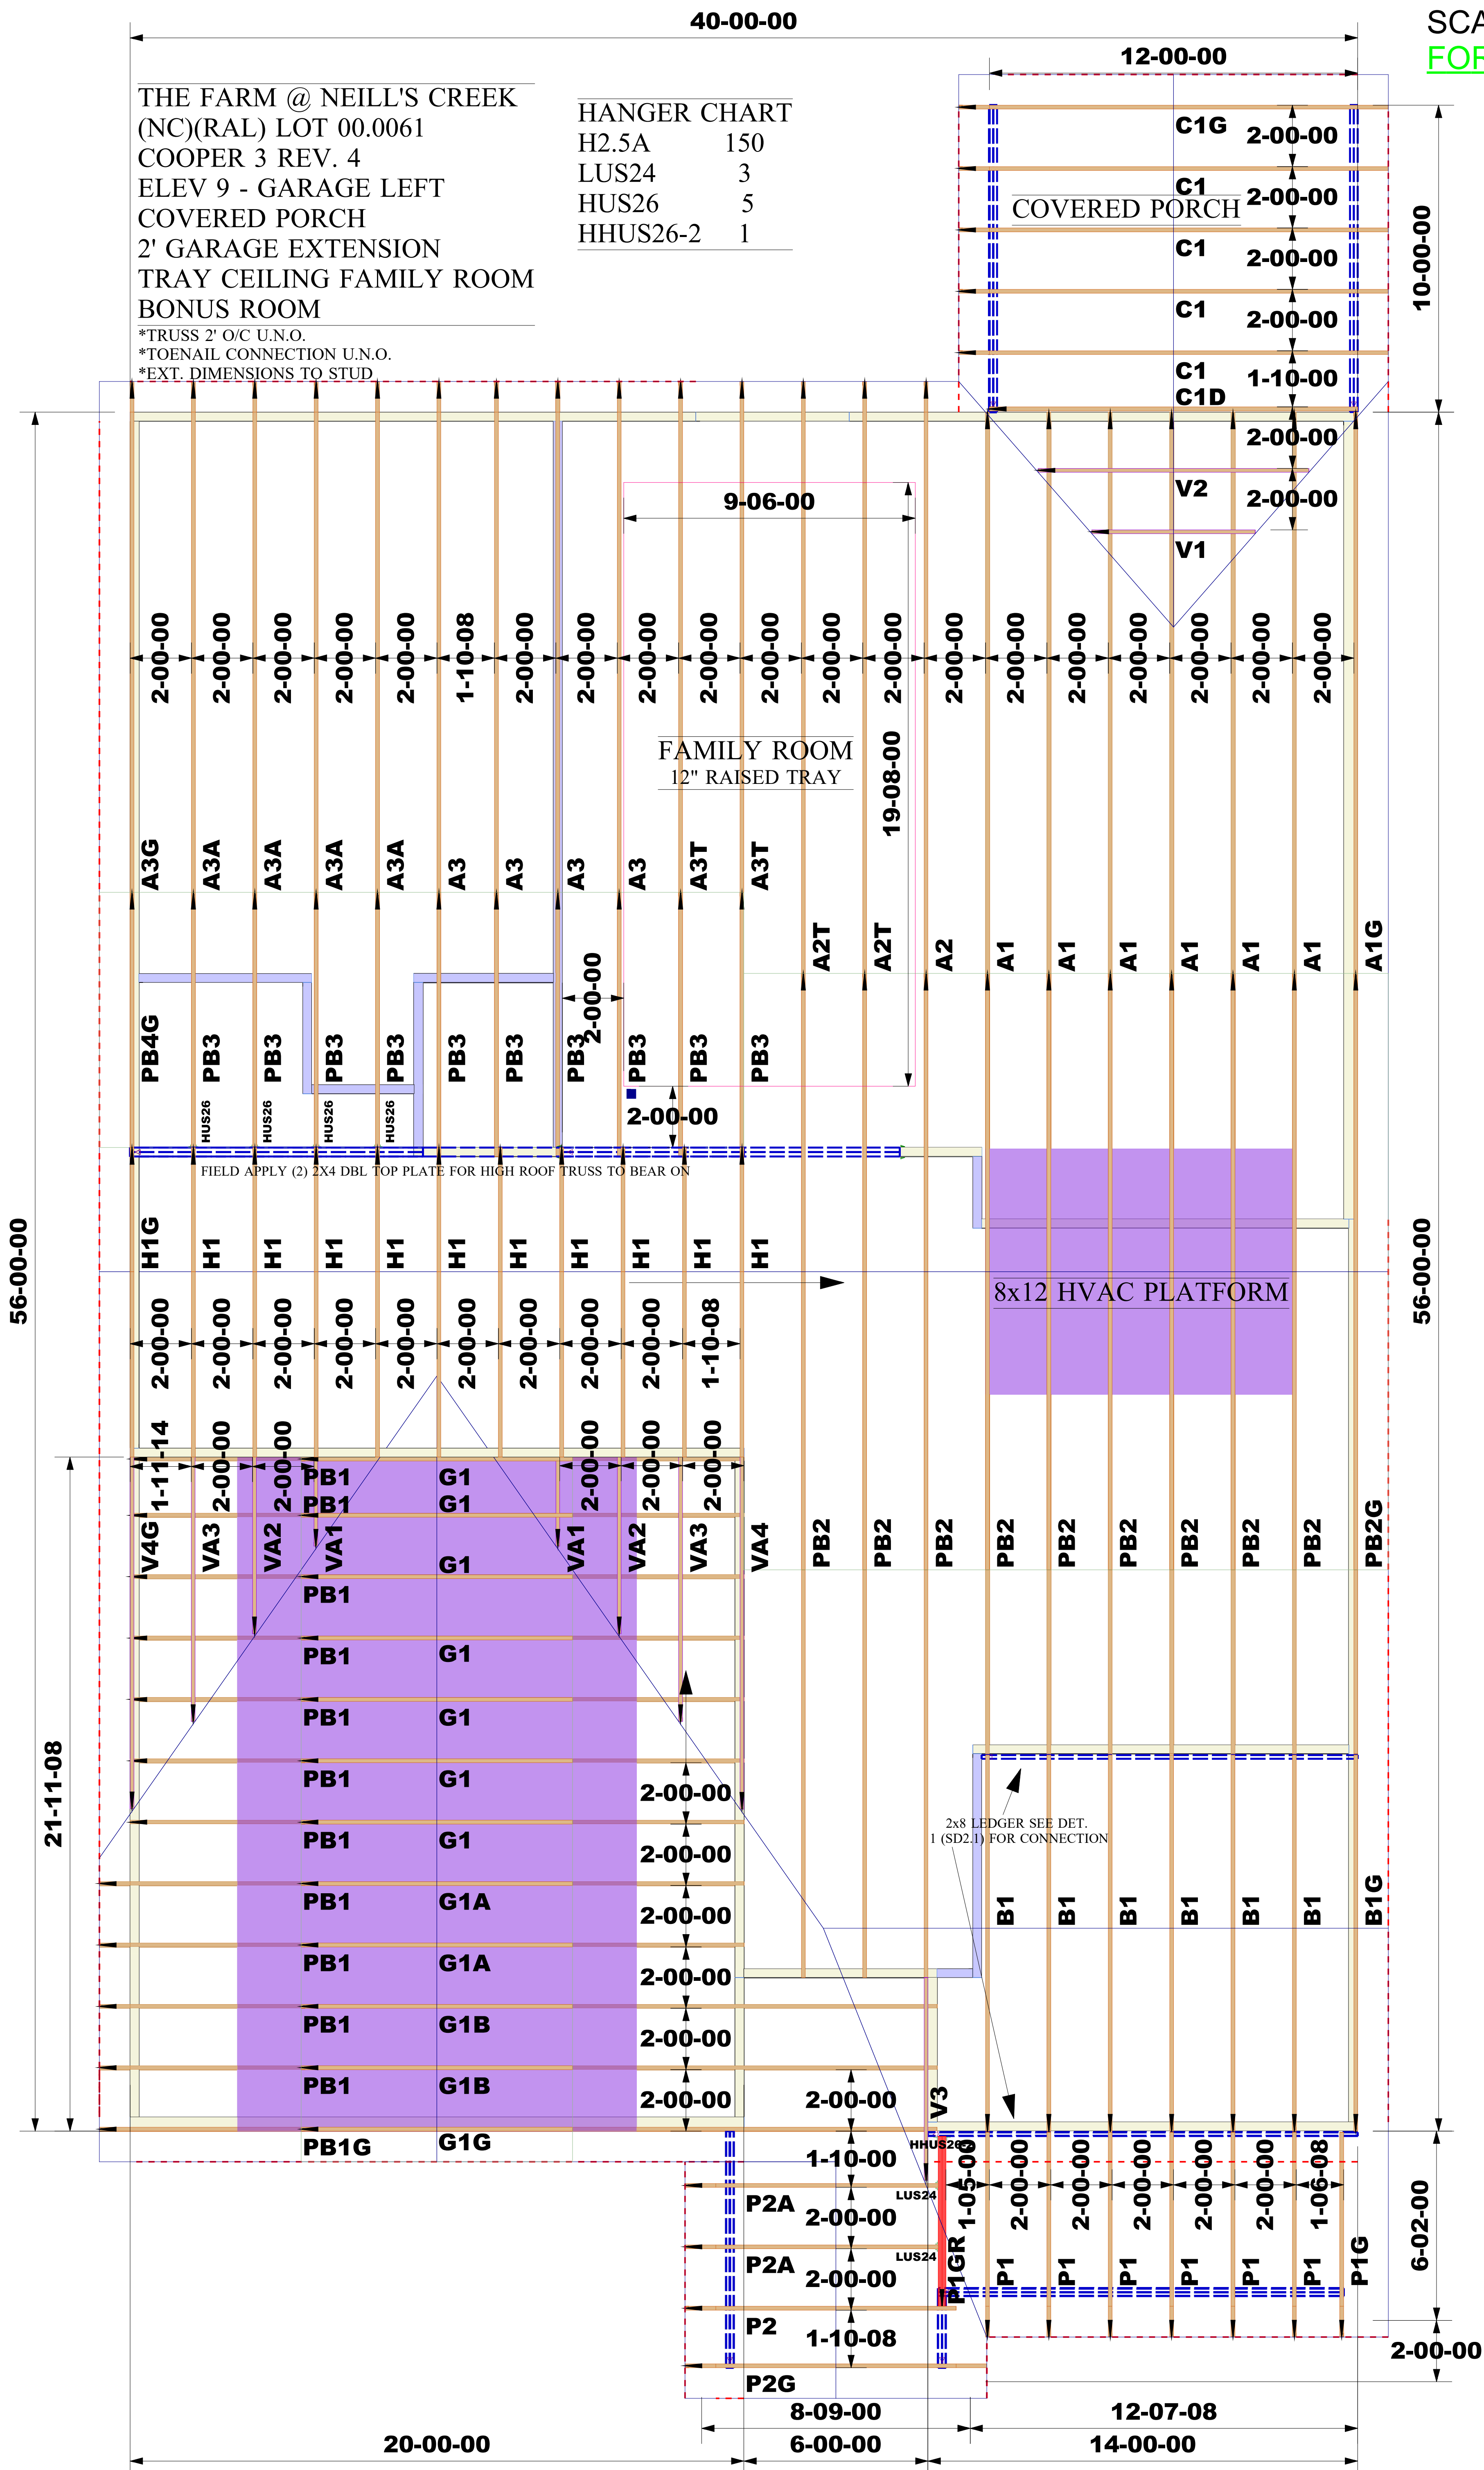 40-00-00
SCA
FOR
12-00-00
THE FARM @ NEILL'S CREEK
(NC)(RAL) LOT 00.0061
COOPER 3 REV. 4
ELEV 9 - GARAGE LEFT
COVERED PORCH
2' GARAGE EXTENSION
TRAY CEILING FAMILY ROOM
BONUS ROOM
*TRUSS 2' O/C U.N.O.
*TOENAIL CONNECTION U.N.O.
*EXT. DIMENSIONS TO STUD
HANGER CHART
H2.5A 150
LUS24 3
HUS26 5
HHUS26-2 1
C1G 2-00-00
C1 2-00-00
COVERED PORCH
C1 2-00-00
C1 2-00-00
C1 1-10-00
C1D
10-00-00
2-00-00
V2 2-00-00
V1
9-06-00
2-00-00 2-00-00 2-00-00 2-00-00 2-00-00 1-10-08 2-00-00 2-00-00 2-00-00 2-00-00 2-00-00 2-00-00 2-00-00 2-00-00 2-00-00 2-00-00 2-00-00 2-00-00 2-00-00 2-00-00
FAMILY ROOM
12" RAISED TRAY
19-08-00
A3G A3A A3A A3A A3A A3 A3 A3 A3 A3T A3T
A2T A2T A2 A1 A1 A1 A1 A1 A1 A1G
2-00-00
PB4G PB3 PB3 PB3 PB3 PB3 PB3 PB3 PB3 PB3 PB3
HUS26 HUS26 HUS26 HUS26
2-00-00
FIELD APPLY (2) 2X4 DBL TOP PLATE FOR HIGH ROOF TRUSS TO BEAR ON
56-00-00
H1G H1 H1 H1 H1 H1 H1 H1 H1 H1 H1
8x12 HVAC PLATFORM
56-00-00
2-00-00 2-00-00 2-00-00 2-00-00 2-00-00 2-00-00 2-00-00 2-00-00 2-00-00 1-10-08
1-11-14 2-00-00 2-00-00 2-00-00 2-00-00 2-00-00
PB1 G1
PB1 G1
V4G VA3 VA2 VA1 VA1 VA2 VA3 VA4
PB2 PB2 PB2 PB2 PB2 PB2 PB2 PB2 PB2 PB2G
G1
PB1
PB1 G1
PB1 G1
PB1 G1 2-00-00
PB1 G1 2-00-00
21-11-08
2x8 LEDGER SEE DET.
1 (SD2.1) FOR CONNECTION
PB1 G1A 2-00-00
B1 B1 B1 B1 B1 B1 B1G
PB1 G1A 2-00-00
PB1 G1B 2-00-00
PB1 G1B 2-00-00 2-00-00
V3
PB1G G1G 1-10-00
HHUS26-2
LUS24
P2A 2-00-00
1-05-00 2-00-00 2-00-00 2-00-00 2-00-00 2-00-00 1-06-08
6-02-00
LUS24
P2A 2-00-00
P1GR P1 P1 P1 P1 P1 P1 P1G
P2 1-10-08
2-00-00
P2G
8-09-00 12-07-08
20-00-00 6-00-00 14-00-00